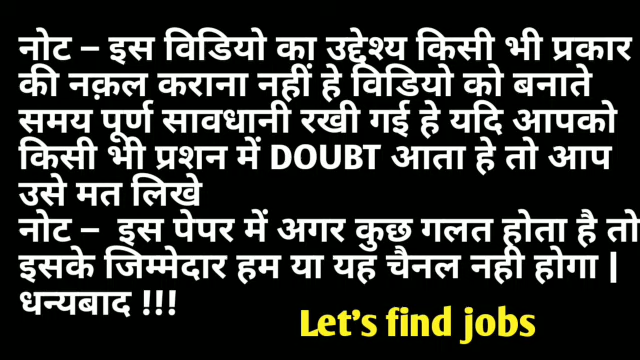 नोट – इस विडियो का उद्देश्य किसी भी प्रकार
की नक़ल कराना नहीं हे विडियो को बनाते
समय पूर्ण सावधानी रखी गई हे यदि आपको
किसी भी प्रशन में DOUBT आता हे तो आप
उसे मत लिखे
नोट – इस पेपर में अगर कुछ गलत होता है तो
इसके जिम्मेदार हम या यह चैनल नही होगा |
धन्यबाद !!!
Let's find jobs